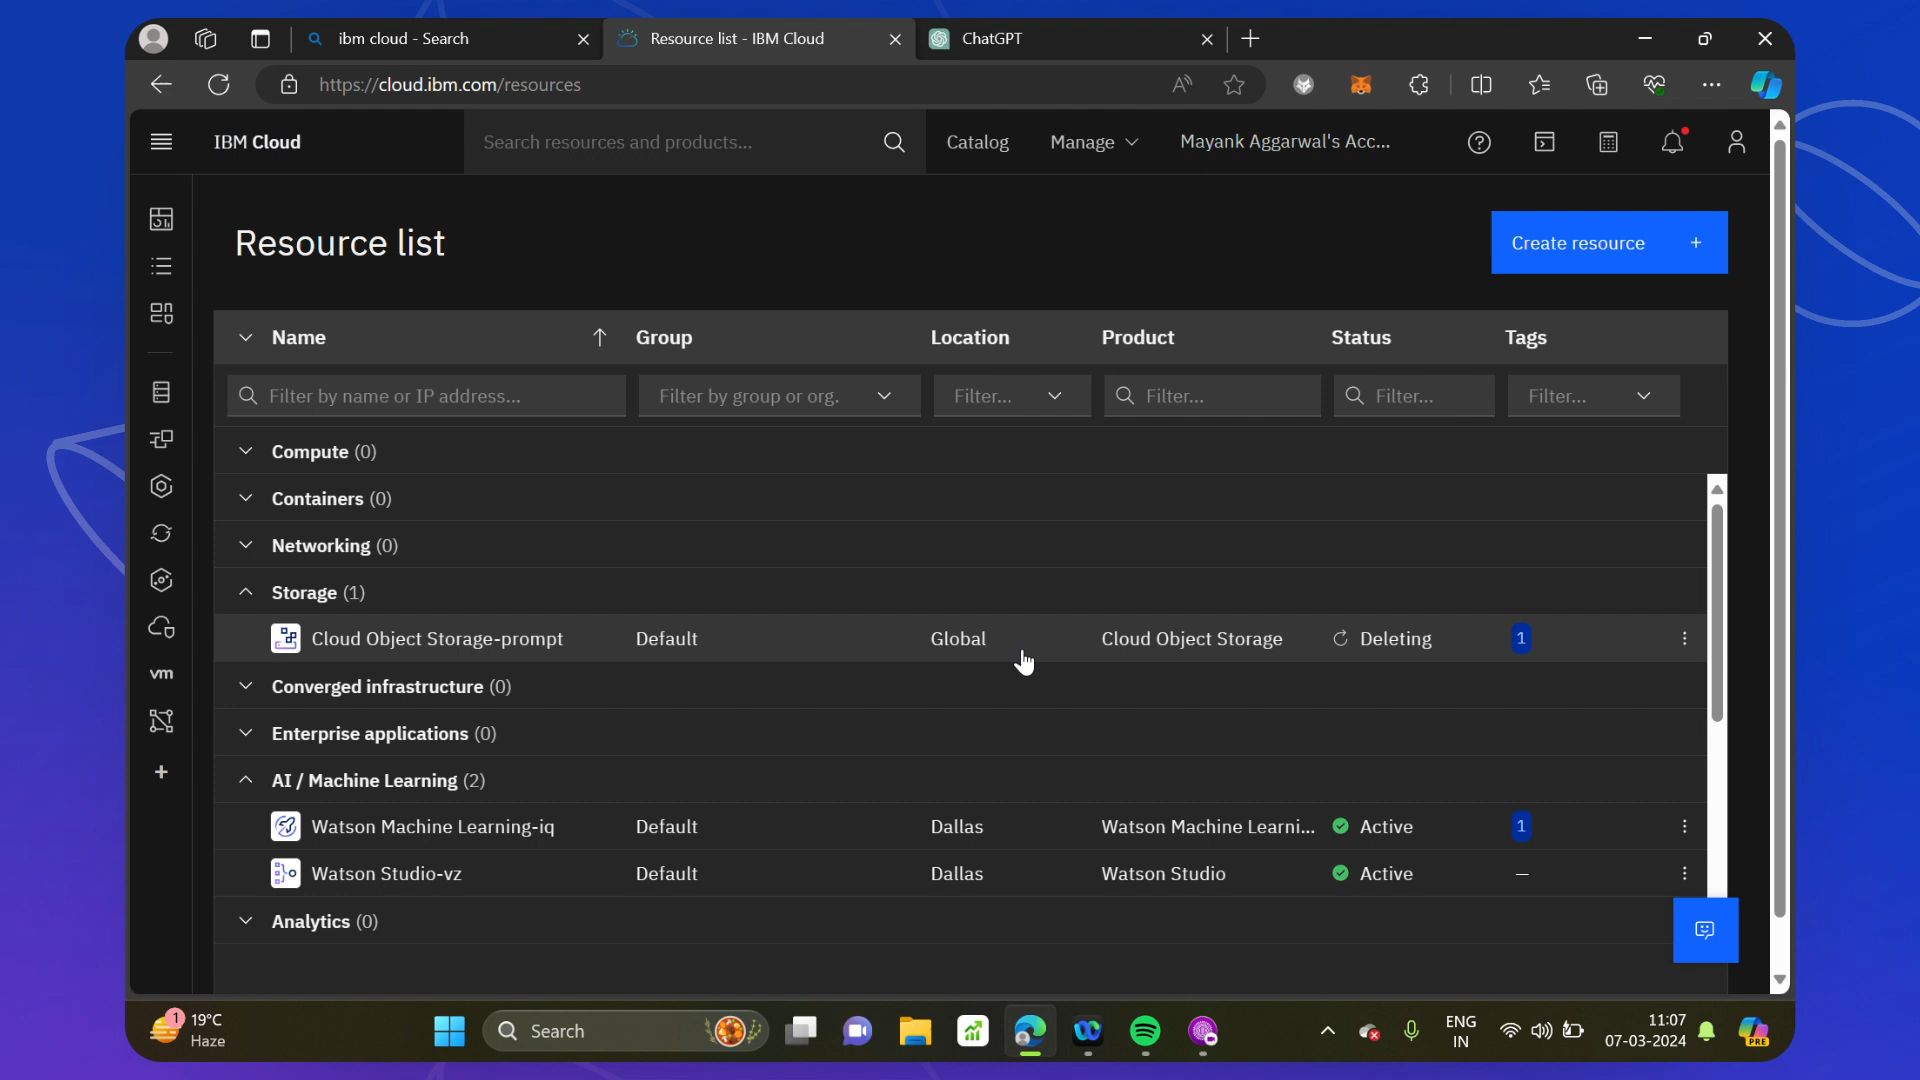 ibm cloud - Search
Resource list - IBM Cloud
ChatGPT
https://cloud.ibm.com/resources
IBM Cloud
Search resources and products...
Catalog
Manage
Mayank Aggarwal's Acc...
Resource list
Create resource +
Name
Group
Location
Product
Status
Tags
Filter by name or IP address...
Filter by group or org.
Filter...
Filter...
Filter...
Filter...
Compute (0)
Containers (0)
Networking (0)
Storage (1)
Cloud Object Storage-prompt
Default
Global
Cloud Object Storage
Deleting
1
Converged infrastructure (0)
Enterprise applications (0)
vm
AI / Machine Learning (2)
Watson Machine Learning-iq
Default
Dallas
Watson Machine Learni...
Active
1
Watson Studio-vz
Default
Dallas
Watson Studio
Active
–
Analytics (0)
1
19°C
Haze
Search
ENG
IN
11:07
07-03-2024
PRE